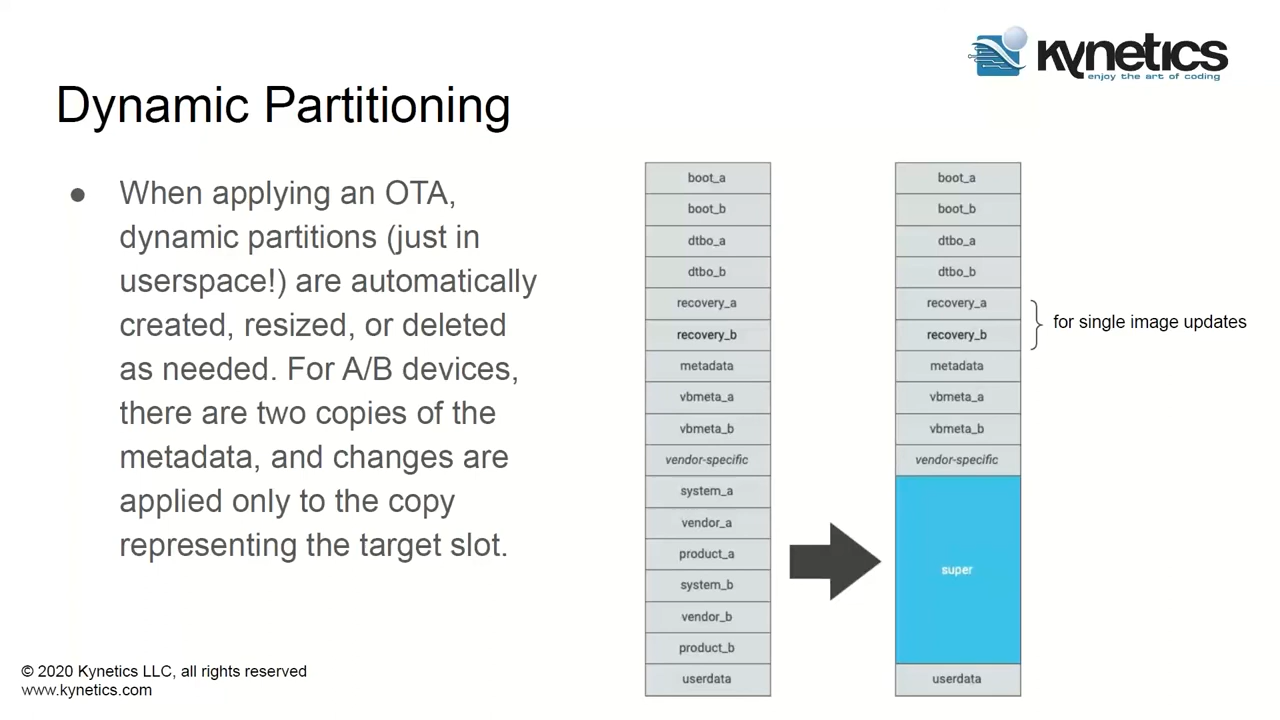 kynetics
enjoy the art of coding
Dynamic Partitioning
● When applying an OTA,
dynamic partitions (just in
userspace!) are automatically
created, resized, or deleted
as needed. For A/B devices,
there are two copies of the
metadata, and changes are
applied only to the copy
representing the target slot.
boot_a
boot_b
dtbo_a
dtbo_b
recovery_a
recovery_b
metadata
vbmeta_a
vbmeta_b
vendor-specific
system_a
vendor_a
product_a
system_b
vendor_b
product_b
userdata
boot_a
boot_b
dtbo_a
dtbo_b
recovery_a
recovery_b
for single image updates
metadata
vbmeta_a
vbmeta_b
vendor-specific
super
userdata
© 2020 Kynetics LLC, all rights reserved
www.kynetics.com